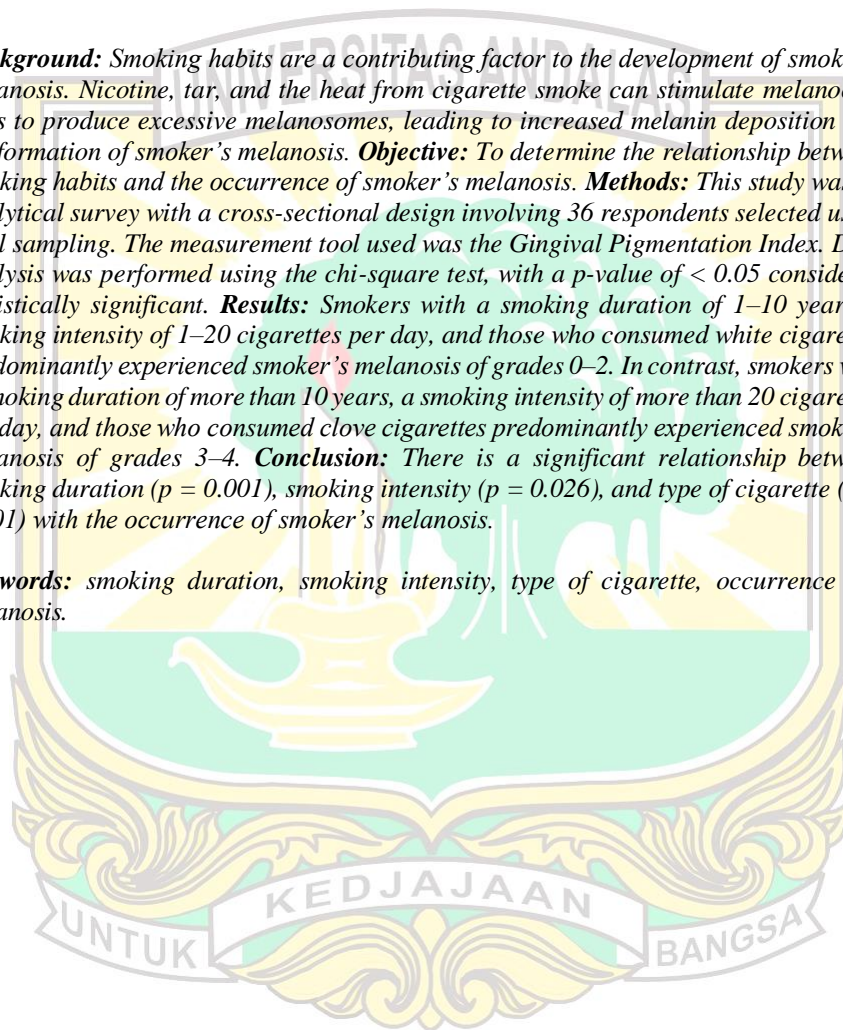 UNIVERSITAS ANDALAS
kground: Smoking habits are a contributing factor to the development of smok
anosis. Nicotine, tar, and the heat from cigarette smoke can stimulate melanoc
s to produce excessive melanosomes, leading to increased melanin deposition
formation of smoker's melanosis. Objective: To determine the relationship betw
king habits and the occurrence of smoker's melanosis. Methods: This study was
lytical survey with a cross-sectional design involving 36 respondents selected u
l sampling. The measurement tool used was the Gingival Pigmentation Index. D
lysis was performed using the chi-square test, with a p-value of < 0.05 conside
istically significant. Results: Smokers with a smoking duration of 1–10 year
king intensity of 1–20 cigarettes per day, and those who consumed white cigare
dominantly experienced smoker's melanosis of grades 0–2. In contrast, smokers w
moking duration of more than 10 years, a smoking intensity of more than 20 cigare
day, and those who consumed clove cigarettes predominantly experienced smok
anosis of grades 3–4. Conclusion: There is a significant relationship betw
king duration (p = 0.001), smoking intensity (p = 0.026), and type of cigarette (
01) with the occurrence of smoker's melanosis.
words: smoking duration, smoking intensity, type of cigarette, occurrence
anosis.
KEDJAJAAN
UNTUK BANGSA